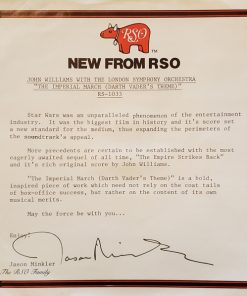 RSO
NEW FROM RSO
JOHN WILLIAMS WITH THE LONDON SYMPHONY ORCHESTRA
"THE IMPERIAL MARCH (DARTH VADER'S THEME)"
RS-1033
Star Wars was an unparalleled phenomenon of the entertainment
industry. It was the biggest film in history and it's score is
a new standard for the medium, thus expanding the perimeters of
the soundtrack's appeal.
More precedents are certain to be established with the most
eagerly awaited sequel of all time, "The Empire Strikes Back"
and it's rich original score by John Williams.
"The Imperial March (Darth Vader's Theme)" is a bold,
inspired piece of work which need not rely on the coat tails
of box-office success, but rather on the content of its own
musical merits.
May the force be with you...
Enjoy!
Jason Minkler
Jason Minkler
The RSO Family